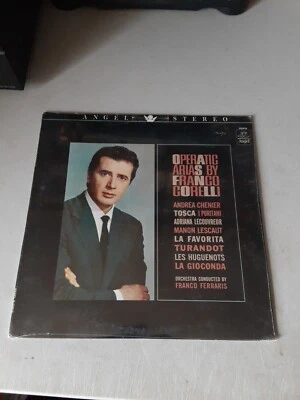 ANGEL STEREO
OPERATIC
ARIAS BY
FRANCO
CORELLI
ANDREA CHENIER
TOSCA I PURITANI
ADRIANA LECOUVREUR
MANON LESCAUT
LA FAVORITA
TURANDOT
LES HUGUENOTS
LA GIOCONDA
ORCHESTRA CONDUCTED BY
FRANCO FERRARIS